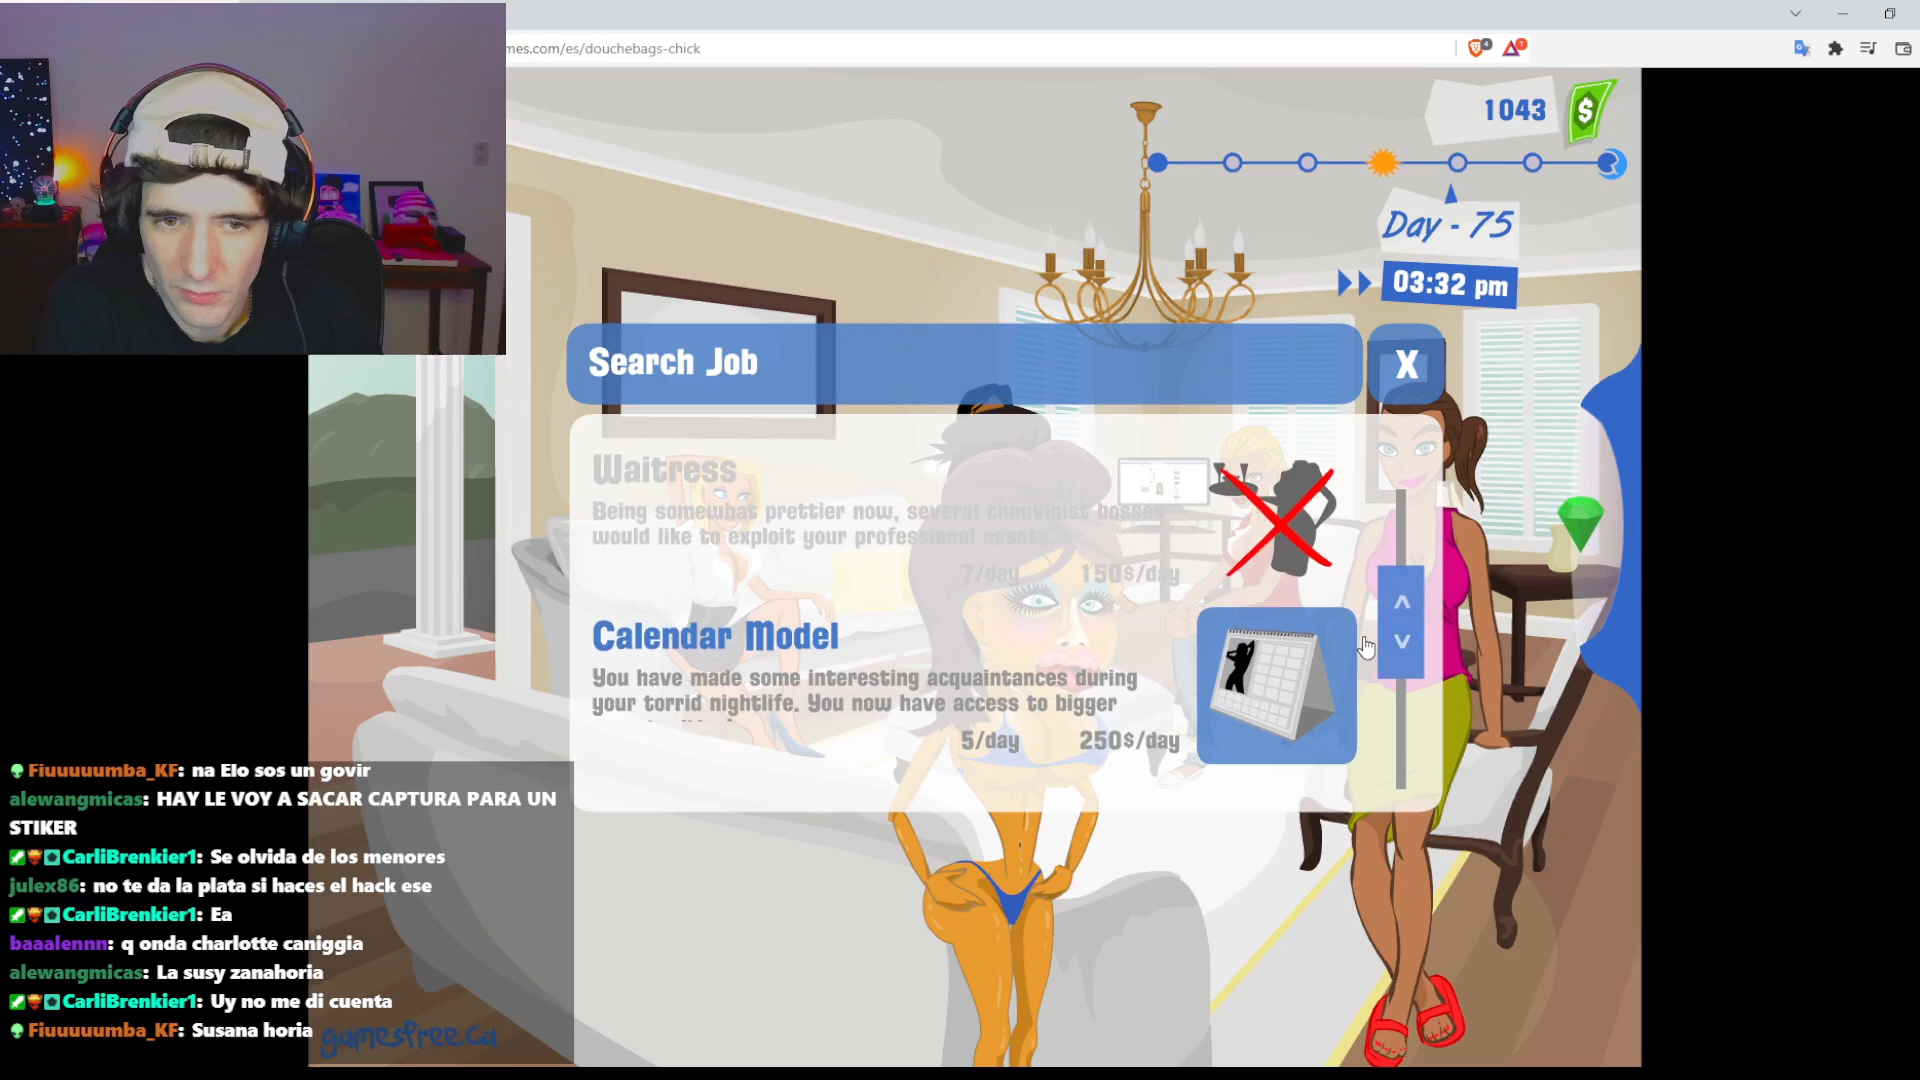 mes.com/es/douchebags-chick
4
1
1043
$
Day - 75
03:32 pm
Search Job
X
Waitress
Being somewhat prettier now, several chauvinist bosses
would like to exploit your professional assets.
7/day 150$/day
Calendar Model
You have made some interesting acquaintances during
your torrid nightlife. You now have access to bigger
5/day 250$/day
Fiuuuuumba_KF: na Elo sos un govir
alewangmicas: HAY LE VOY A SACAR CAPTURA PARA UN
STIKER
CarliBrenkier1: Se olvida de los menores
julex86: no te da la plata si haces el hack ese
CarliBrenkier1: Ea
baaalennn: q onda charlotte caniggia
alewangmicas: La susy zanahoria
CarliBrenkier1: Uy no me di cuenta
Fiuuuuumba_KF: Susana horia
gamesfree.ca